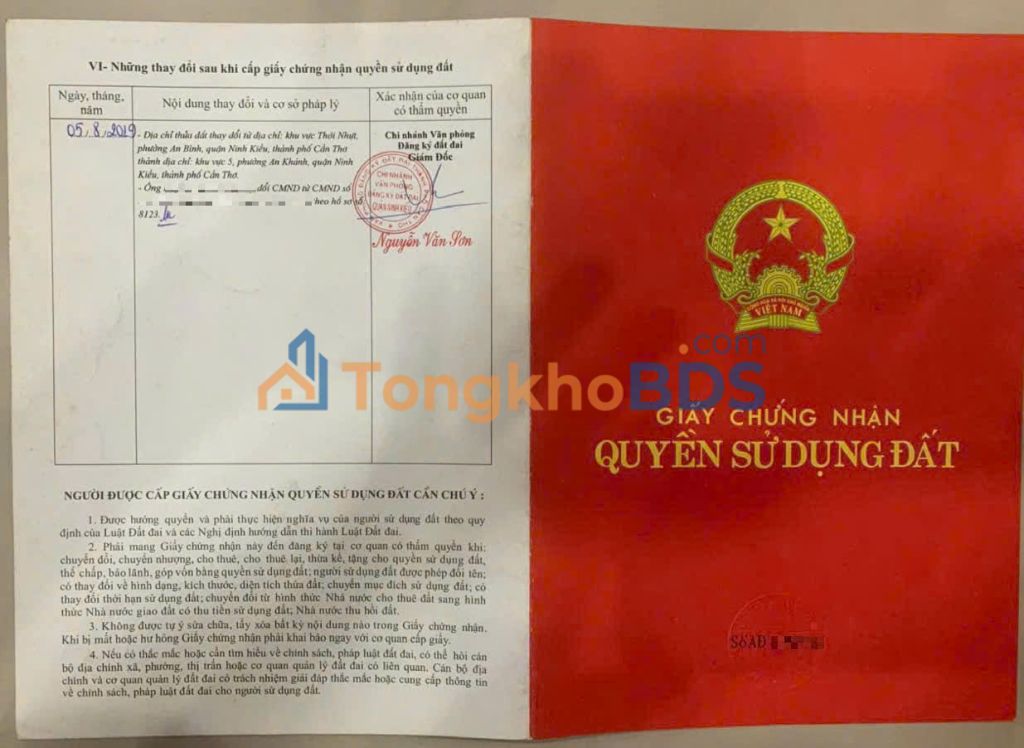 VI- Những thay đổi sau khi cấp giấy chứng nhận quyền sử dụng đất
Ngày, tháng, năm
Nội dung thay đổi và cơ sở pháp lý
Xác nhận của cơ quan có thẩm quyền
05/8/2019
- Địa chỉ thửa đất thay đổi từ địa chỉ: khu vực Thới Nhựt,
phường An Bình, quận Ninh Kiều, thành phố Cần Thơ
thành địa chỉ: khu vực 5, phường An Khánh, quận Ninh
Kiều, thành phố Cần Thơ.
- Ông đổi CMND từ CMND số
theo hồ sơ số
8123.
Chi nhánh Văn phòng
Đăng ký đất đai
Giám Đốc
CHI NHÁNH
VĂN PHÒNG
ĐĂNG KÝ ĐẤT ĐAI
QUẬN NINH KIỀU
Nguyễn Văn Sơn
NGƯỜI ĐƯỢC CẤP GIẤY CHỨNG NHẬN QUYỀN SỬ DỤNG ĐẤT CẦN CHÚ Ý :
1. Được hưởng quyền và phải thực hiện nghĩa vụ của người sử dụng đất theo quy
định của Luật Đất đai và các Nghị định hướng dẫn thi hành Luật Đất đai.
2. Phải mang Giấy chứng nhận này đến đăng ký tại cơ quan có thẩm quyền khi:
chuyển đổi, chuyển nhượng, cho thuê, cho thuê lại, thừa kế, tặng cho quyền sử dụng đất,
thế chấp, bảo lãnh, góp vốn bằng quyền sử dụng đất; người sử dụng đất được phép đổi tên;
có thay đổi về hình dạng, kích thước, diện tích thửa đất; chuyển mục đích sử dụng đất; có
thay đổi thời hạn sử dụng đất; chuyển đổi từ hình thức Nhà nước cho thuê đất sang hình
thức Nhà nước giao đất có thu tiền sử dụng đất; Nhà nước thu hồi đất.
3. Không được tự ý sửa chữa, tẩy xóa bất kỳ nội dung nào trong Giấy chứng nhận.
Khi bị mất hoặc hư hỏng Giấy chứng nhận phải khai báo ngay với cơ quan cấp giấy.
4. Nếu có thắc mắc hoặc cần tìm hiểu về chính sách, pháp luật đất đai, có thể hỏi cán
bộ địa chính xã, phường, thị trấn hoặc cơ quan quản lý đất đai có liên quan. Cán bộ địa
chính và cơ quan quản lý đất đai có trách nhiệm giải đáp thắc mắc hoặc cung cấp thông tin
về chính sách, pháp luật đất đai cho người sử dụng đất.
TongkhoBDS.com
VIỆT NAM
GIẤY CHỨNG NHẬN
QUYỀN SỬ DỤNG ĐẤT
Số AĐ